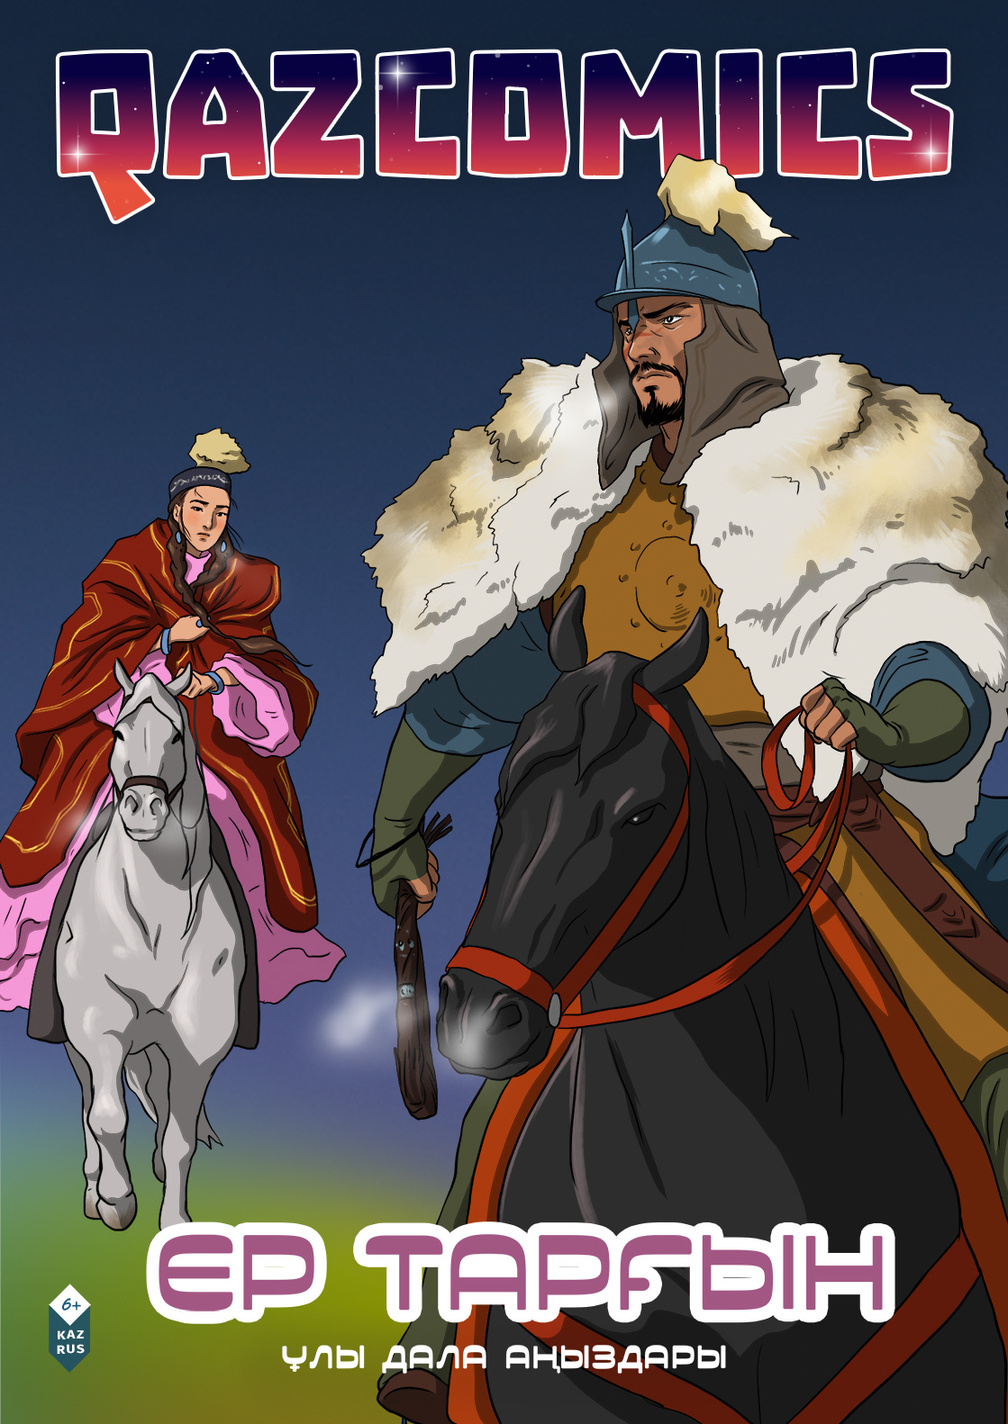 QAZCOMICS
ЕР ТАРҒЫН
ҰЛЫ ДАЛА АҢЫЗДАРЫ
6+
KAZ
RUS